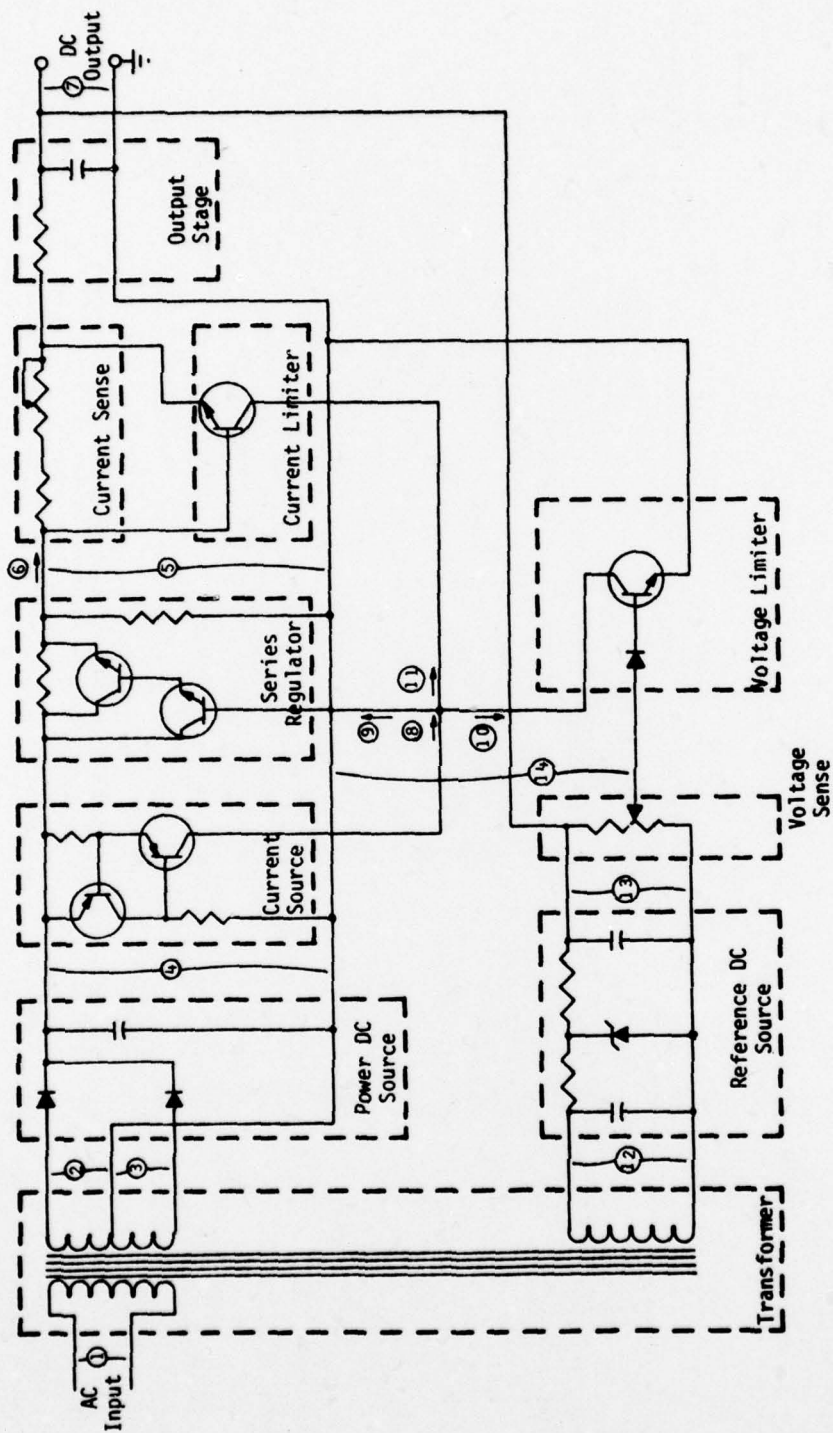 AC
Input
①
Transformer
②
③
Power DC
Source
④
Current
Source
Series
Regulator
⑥
⑤
Current Sense
Current Limiter
Output
Stage
DC
Output
⑦
⑧
⑨
⑩
⑪
⑫
Reference DC
Source
⑬
Voltage
Sense
⑭
Voltage Limiter